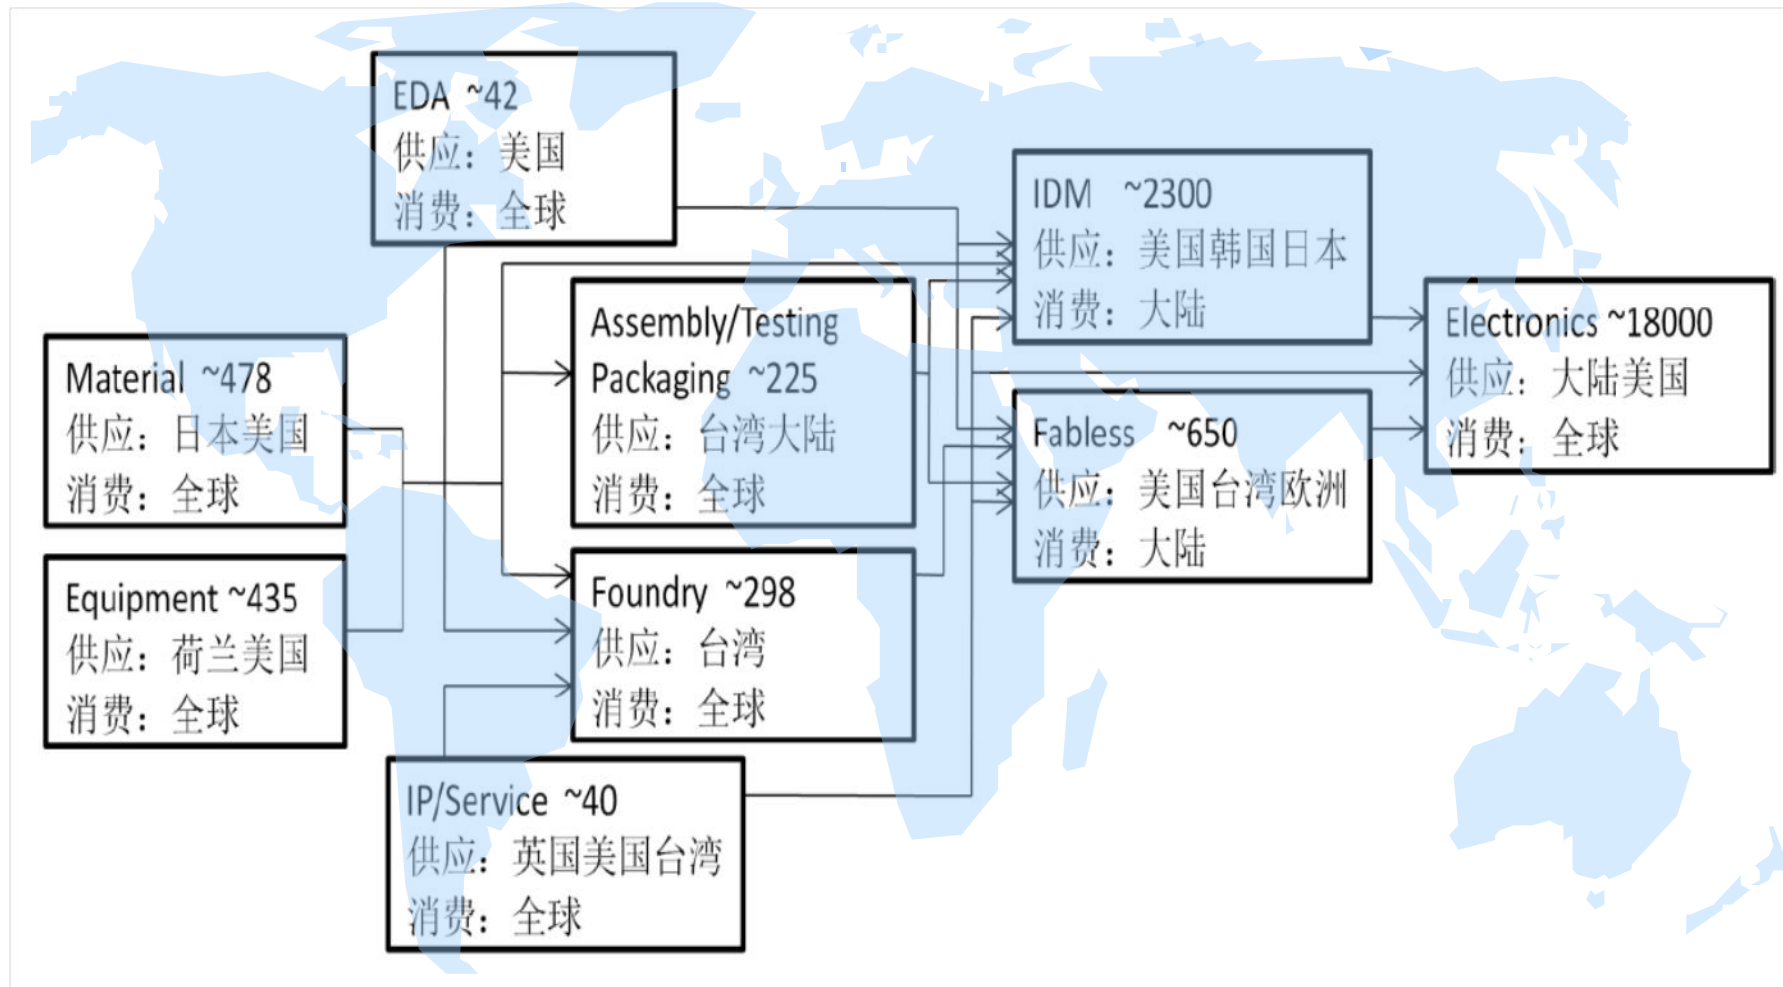 EDA ~42
供应：美国
消费：全球
IDM ~2300
供应：美国韩国日本
消费：大陆
Assembly/Testing
Packaging ~225
供应：台湾大陆
消费：全球
Electronics ~18000
供应：大陆美国
消费：全球
Material ~478
供应：日本美国
消费：全球
Fabless ~650
供应：美国台湾欧洲
消费：大陆
Equipment ~435
供应：荷兰美国
消费：全球
Foundry ~298
供应：台湾
消费：全球
IP/Service ~40
供应：英国美国台湾
消费：全球